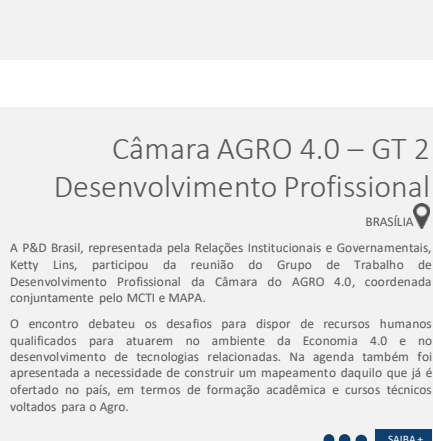 Câmara AGRO 4.0 – GT 2
Desenvolvimento Profissional
BRASÍLIA
A P&D Brasil, representada pela Relações Institucionais e Governamentais,
Ketty Lins, participou da reunião do Grupo de Trabalho de
Desenvolvimento Profissional da Câmara do AGRO 4.0, coordenada
conjuntamente pelo MCTI e MAPA.
O encontro debateu os desafios para dispor de recursos humanos
qualificados para atuarem no ambiente da Economia 4.0 e no
desenvolvimento de tecnologias relacionadas. Na agenda também foi
apresentada a necessidade de construir um mapeamento daquilo que já é
ofertado no país, em termos de formação acadêmica e cursos técnicos
voltados para o Agro.
SAIBA +